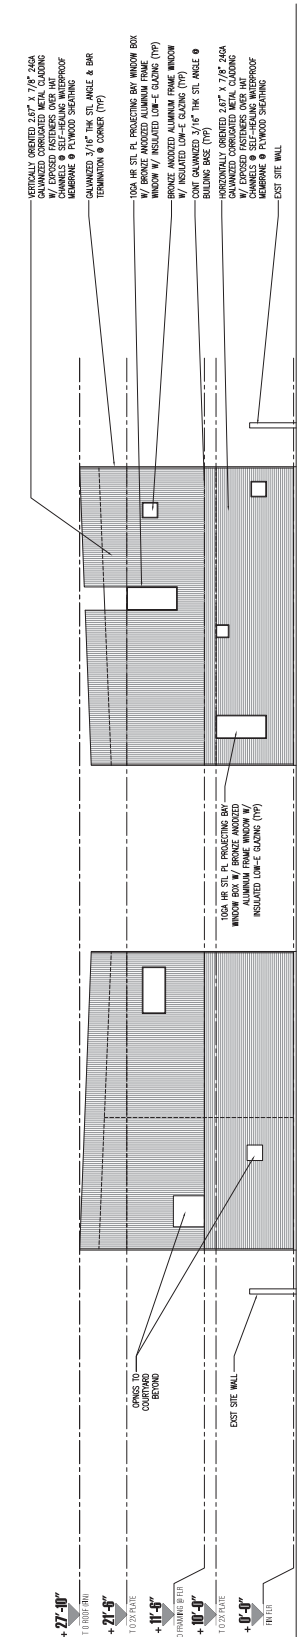 VERTICALLY ORIENTED 2.67" X 7/8" 24GA
GALVANIZED CORRUGATED METAL CLADDING
W/ EXPOSED FASTENERS OVER HAT
CHANNELS @ SELF-HEALING WATERPROOF
MEMBRANE @ PLYWOOD SHEATHING
GALVANIZED 3/16" THK STL ANGLE & BAR
TERMINATION @ CORNER (TYP)
10GA HR STL PL PROJECTING BAY WINDOW BOX
W/ BRONZE ANODIZED ALUMINUM FRAME
WINDOW W/ INSULATED LOW-E GLAZING (TYP)
BRONZE ANODIZED ALUMINUM FRAME WINDOW
W/ INSULATED LOW-E GLAZING (TYP)
CONT GALVANIZED 3/16" THK STL ANGLE @
BUILDING BASE (TYP)
HORIZONTALLY ORIENTED 2.67" X 7/8" 24GA
GALVANIZED CORRUGATED METAL CLADDING
W/ EXPOSED FASTENERS OVER HAT
CHANNELS @ SELF-HEALING WATERPROOF
MEMBRANE @ PLYWOOD SHEATHING
EXIST SITE WALL
10GA HR STL PL PROJECTING BAY
WINDOW BOX W/ BRONZE ANODIZED
ALUMINUM FRAME WINDOW W/
INSULATED LOW-E GLAZING (TYP)
OPNGS TO
COURTYARD
BEYOND
EXIST SITE WALL
+ 27'-10"
T O ROOF (FIN)
+ 21'-6"
T O 2X PLATE
+ 11'-6"
FRAMING @ FLR
+ 10'-0"
T O 2X PLATE
+ 0'-0"
FIN FLR